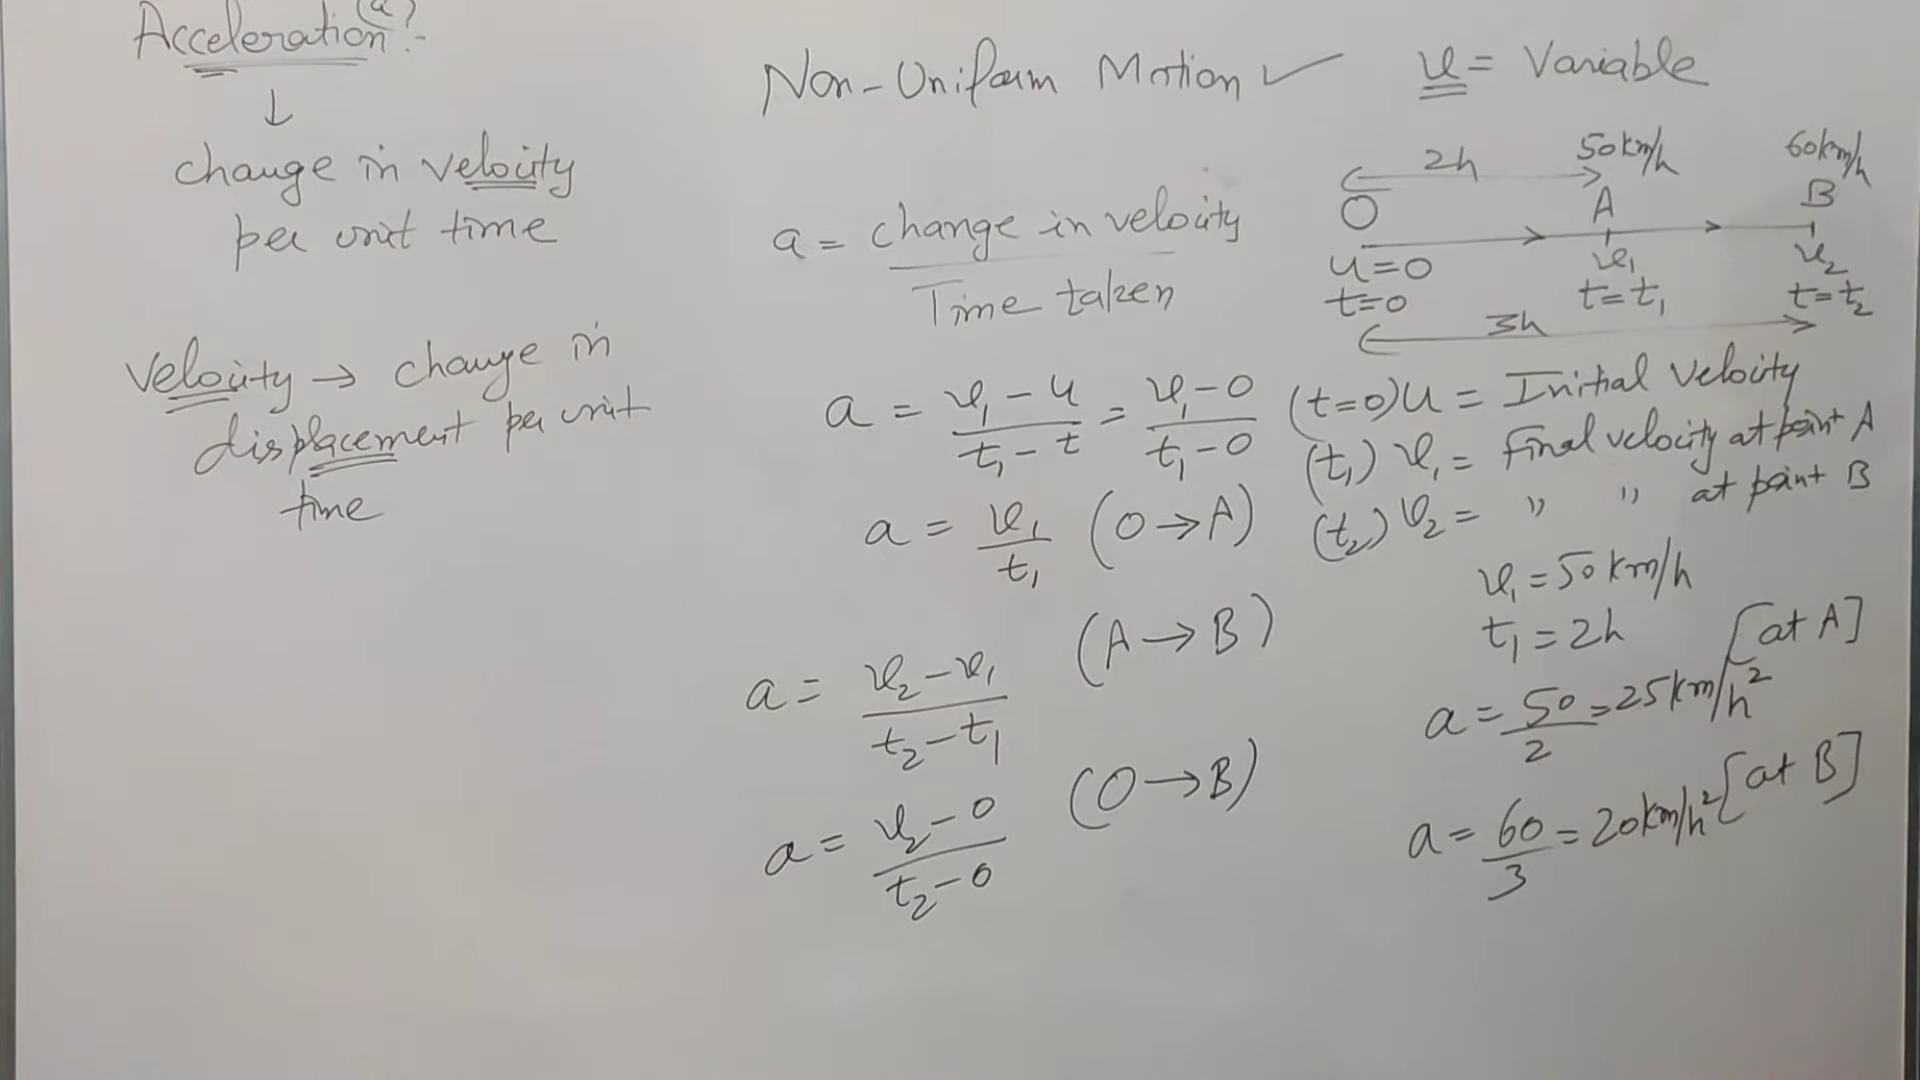 Acceleration (a) :-
↓
change in velocity
per unit time
Velocity → change in
displacement per unit
time
Non-Uniform Motion ✓
a = change in velocity / Time taken
a = (v₁ - u) / (t₁ - t) = (v₁ - 0) / (t₁ - 0)
a = v₁ / t₁ (O → A)
a = (v₂ - v₁) / (t₂ - t₁) (A → B)
a = (v₂ - 0) / (t₂ - 0) (O → B)
v = Variable
2h 50km/h 60km/h
O A B
u=0 v₁ v₂
t=0 t=t₁ t=t₂
3h
(t=0) u = Initial Velocity
(t₁) v₁ = Final velocity at point A
(t₂) v₂ = " " at point B
v₁ = 50 km/h
t₁ = 2h [at A]
a = 50/2 = 25 km/h²
a = 60/3 = 20 km/h² [at B]